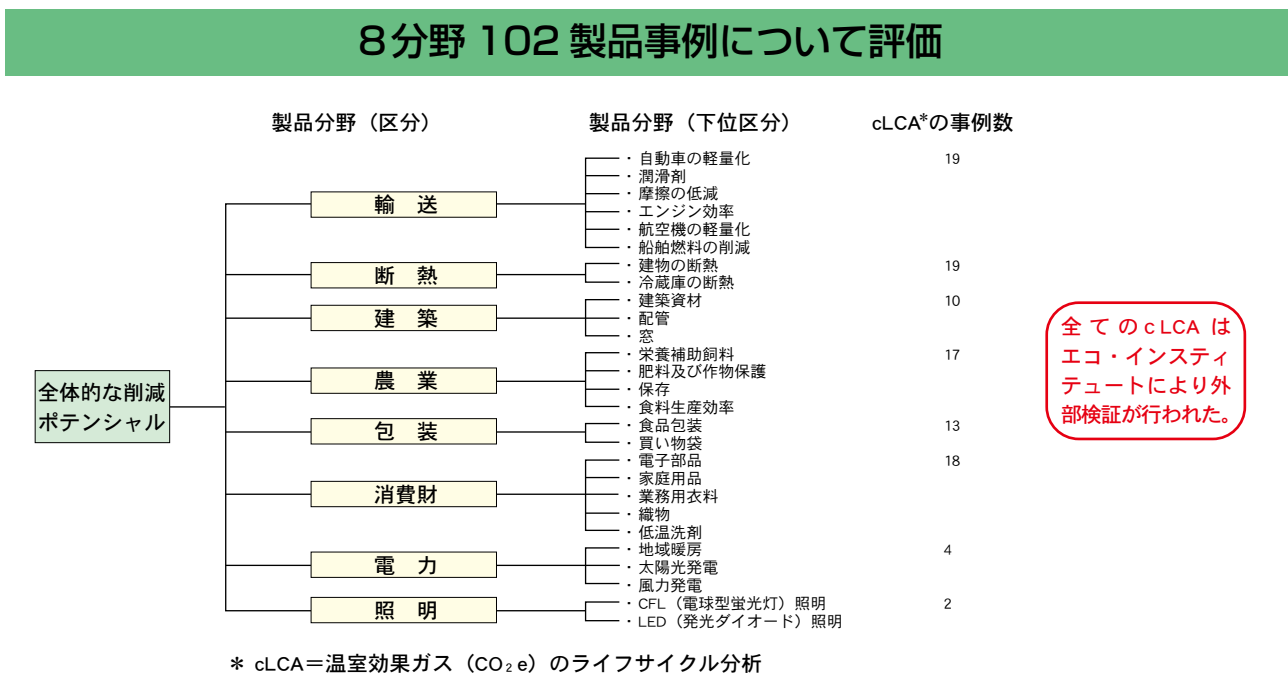 8分野 102 製品事例について評価
製品分野（区分）
製品分野（下位区分）
cLCA*の事例数
全体的な削減
ポテンシャル
輸 送
・自動車の軽量化
19
・潤滑剤
・摩擦の低減
・エンジン効率
・航空機の軽量化
・船舶燃料の削減
断 熱
・建物の断熱
19
・冷蔵庫の断熱
建 築
・建築資材
10
・配管
・窓
農 業
・栄養補助飼料
17
・肥料及び作物保護
・保存
・食料生産効率
包 装
・食品包装
13
・買い物袋
消費財
・電子部品
18
・家庭用品
・業務用衣料
・織物
・低温洗剤
電 力
・地域暖房
4
・太陽光発電
・風力発電
照 明
・CFL（電球型蛍光灯）照明
2
・LED（発光ダイオード）照明
全てのcLCAは
エコ・インスティ
テュートにより外
部検証が行われた。
＊ cLCA＝温室効果ガス（CO₂e）のライフサイクル分析